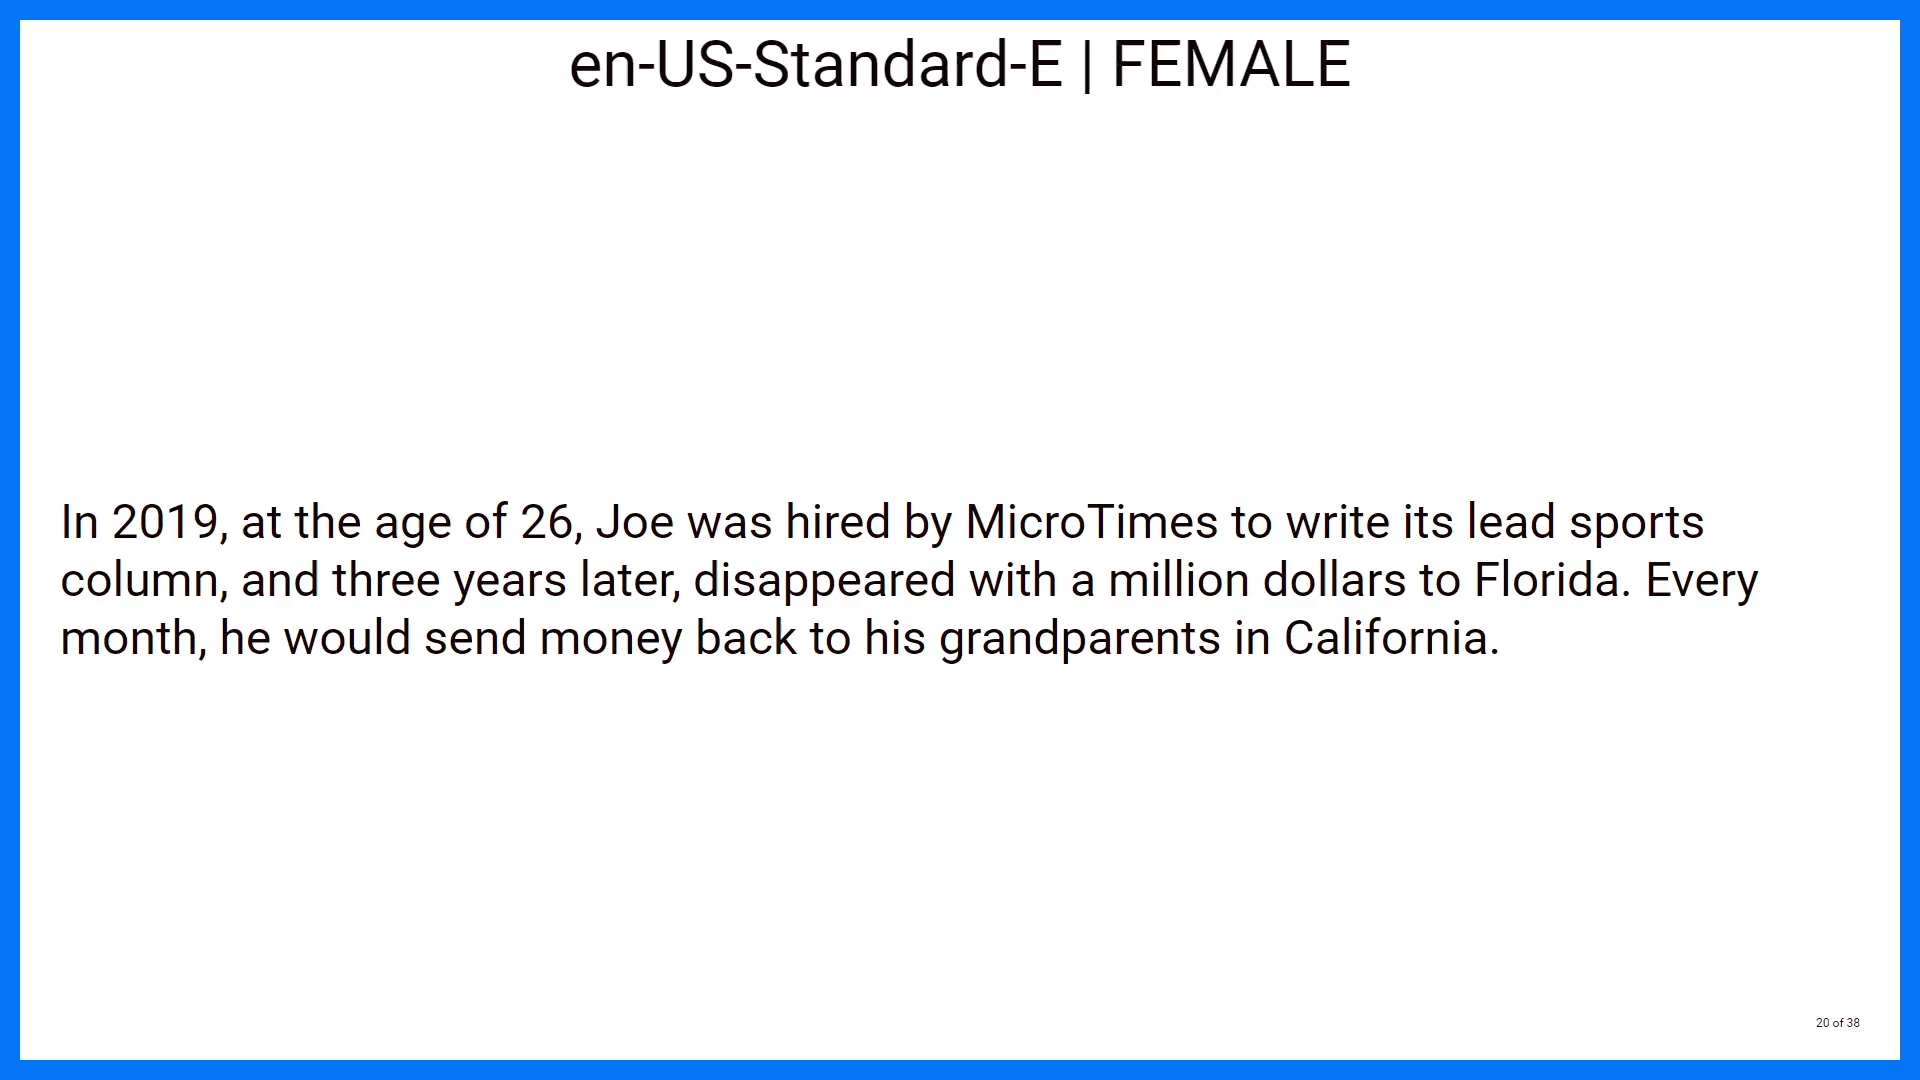 en-US-Standard-E | FEMALE
In 2019, at the age of 26, Joe was hired by MicroTimes to write its lead sports
column, and three years later, disappeared with a million dollars to Florida. Every
month, he would send money back to his grandparents in California.
20 of 38